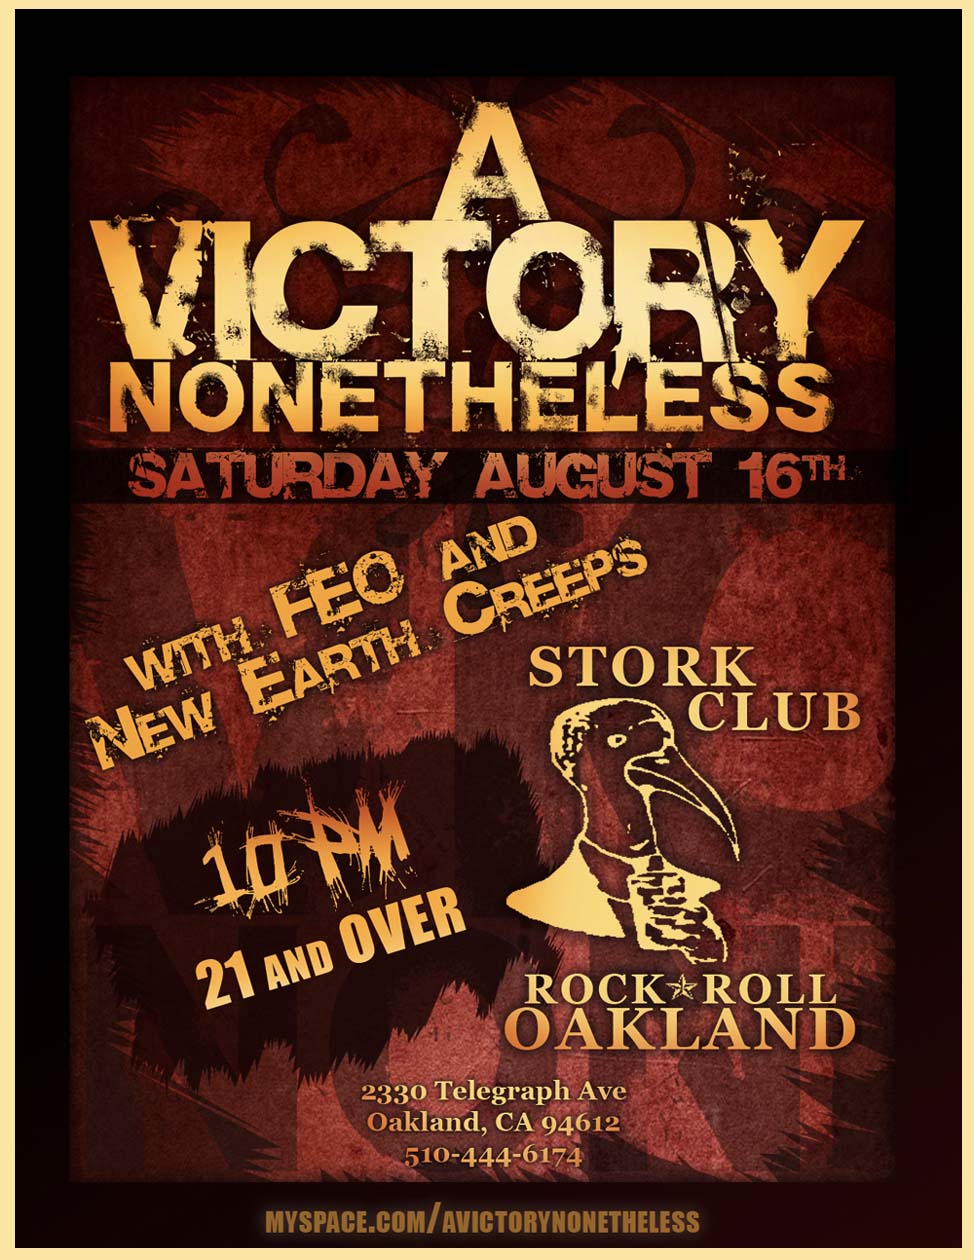 A
VICTORY
NONETHELESS
SATURDAY AUGUST 16TH
WITH FEO AND
NEW EARTH CREEPS
STORK
CLUB
10 PM
21 AND OVER
ROCK ROLL
OAKLAND
2330 Telegraph Ave
Oakland, CA 94612
510-444-6174
MYSPACE.COM/AVICTORYNONETHELESS